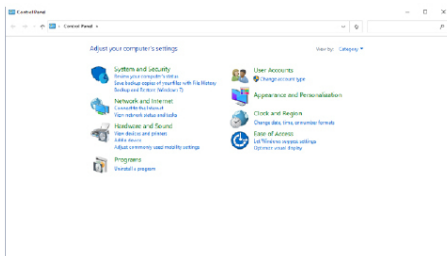 Control Panel
Control Panel
Adjust your computer's settings
View by: Category
System and Security
Review your computer's status
Save backup copies of your files with File History
Backup and Restore (Windows 7)
Network and Internet
Connect to the Internet
View network status and tasks
Hardware and Sound
View devices and printers
Add a device
Adjust commonly used mobility settings
Programs
Uninstall a program
User Accounts
Change account type
Appearance and Personalization
Clock and Region
Change date, time, or number formats
Ease of Access
Let Windows suggest settings
Optimize visual display